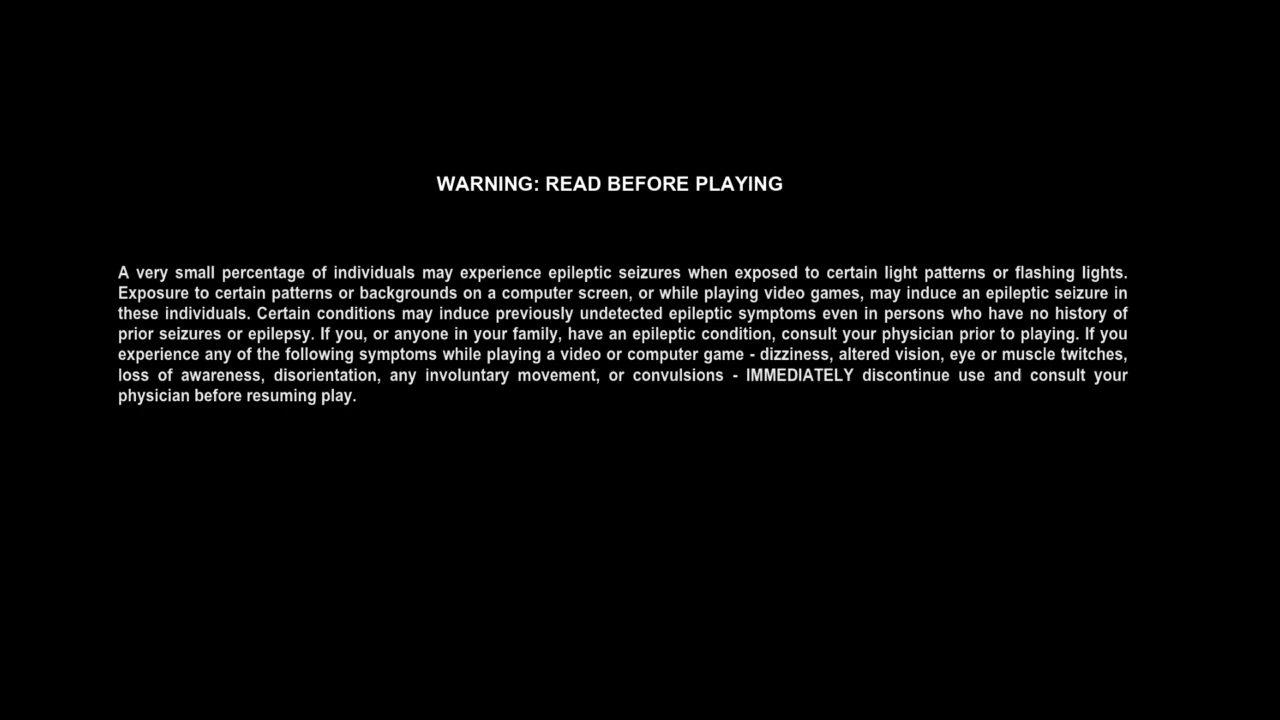 WARNING: READ BEFORE PLAYING
A very small percentage of individuals may experience epileptic seizures when exposed to certain light patterns or flashing lights.
Exposure to certain patterns or backgrounds on a computer screen, or while playing video games, may induce an epileptic seizure in
these individuals. Certain conditions may induce previously undetected epileptic symptoms even in persons who have no history of
prior seizures or epilepsy. If you, or anyone in your family, have an epileptic condition, consult your physician prior to playing. If you
experience any of the following symptoms while playing a video or computer game - dizziness, altered vision, eye or muscle twitches,
loss of awareness, disorientation, any involuntary movement, or convulsions - IMMEDIATELY discontinue use and consult your
physician before resuming play.